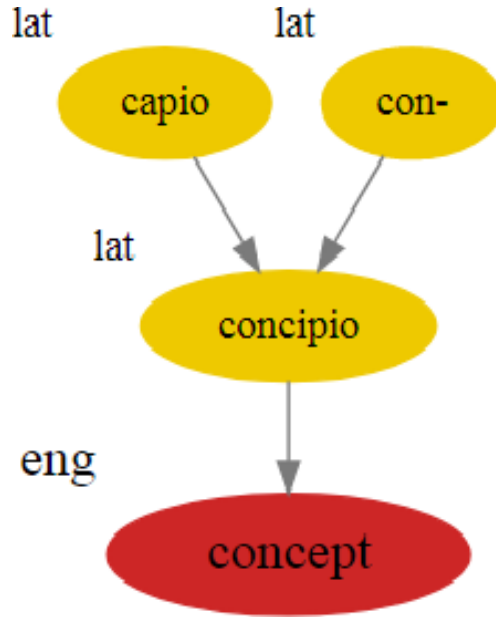 lat lat
capio con-
lat
concipio
eng
concept